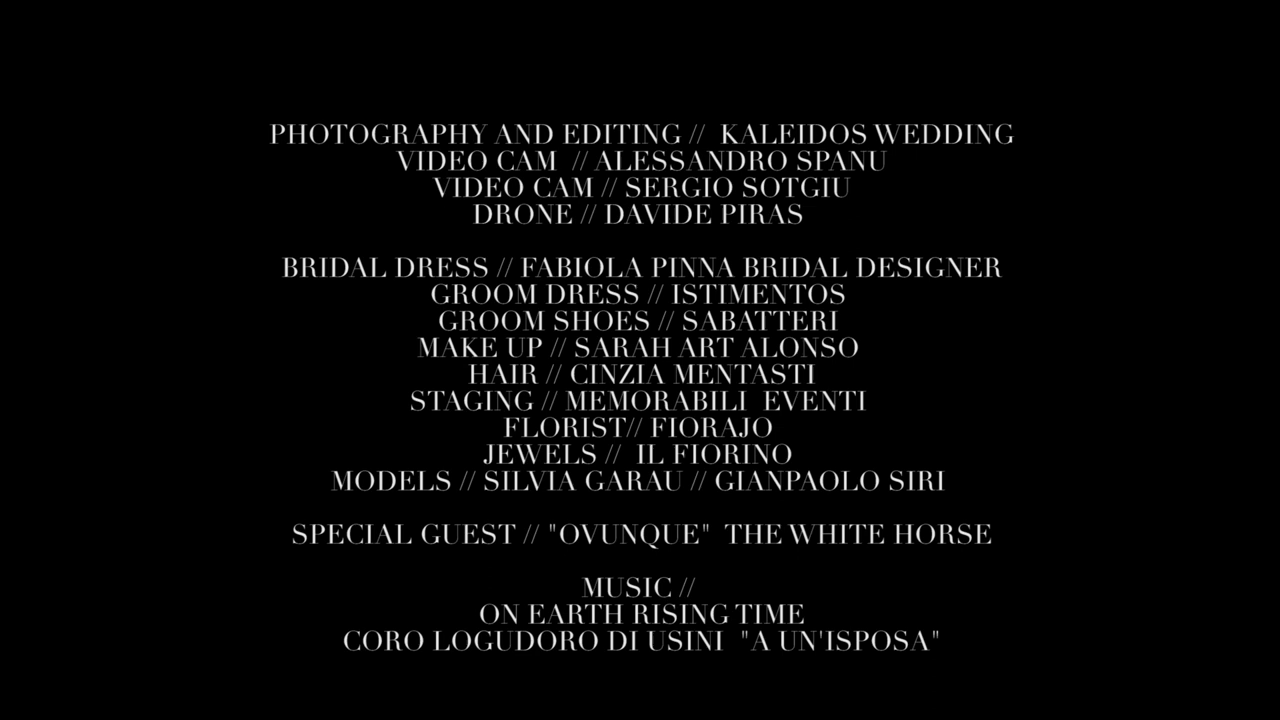 PHOTOGRAPHY AND EDITING // KALEIDOS WEDDING
VIDEO CAM // ALESSANDRO SPANU
VIDEO CAM // SERGIO SOTGIU
DRONE // DAVIDE PIRAS
BRIDAL DRESS // FABIOLA PINNA BRIDAL DESIGNER
GROOM DRESS // ISTIMENTOS
GROOM SHOES // SABATTERI
MAKE UP // SARAH ART ALONSO
HAIR // CINZIA MENTASTI
STAGING // MEMORABILI EVENTI
FLORIST// FIORAJO
JEWELS // IL FIORINO
MODELS // SILVIA GARAU // GIANPAOLO SIRI
SPECIAL GUEST // "OVUNQUE" THE WHITE HORSE
MUSIC //
ON EARTH RISING TIME
CORO LOGUDORO DI USINI "A UN'ISPOSA"